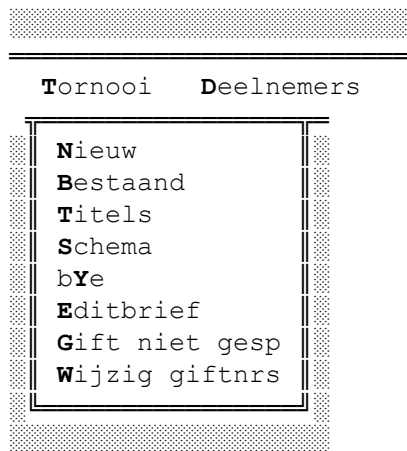 Tornooi Deelnemers
Nieuw
Bestaand
Titels
Schema
bYe
Editbrief
Gift niet gesp
Wijzig giftnrs